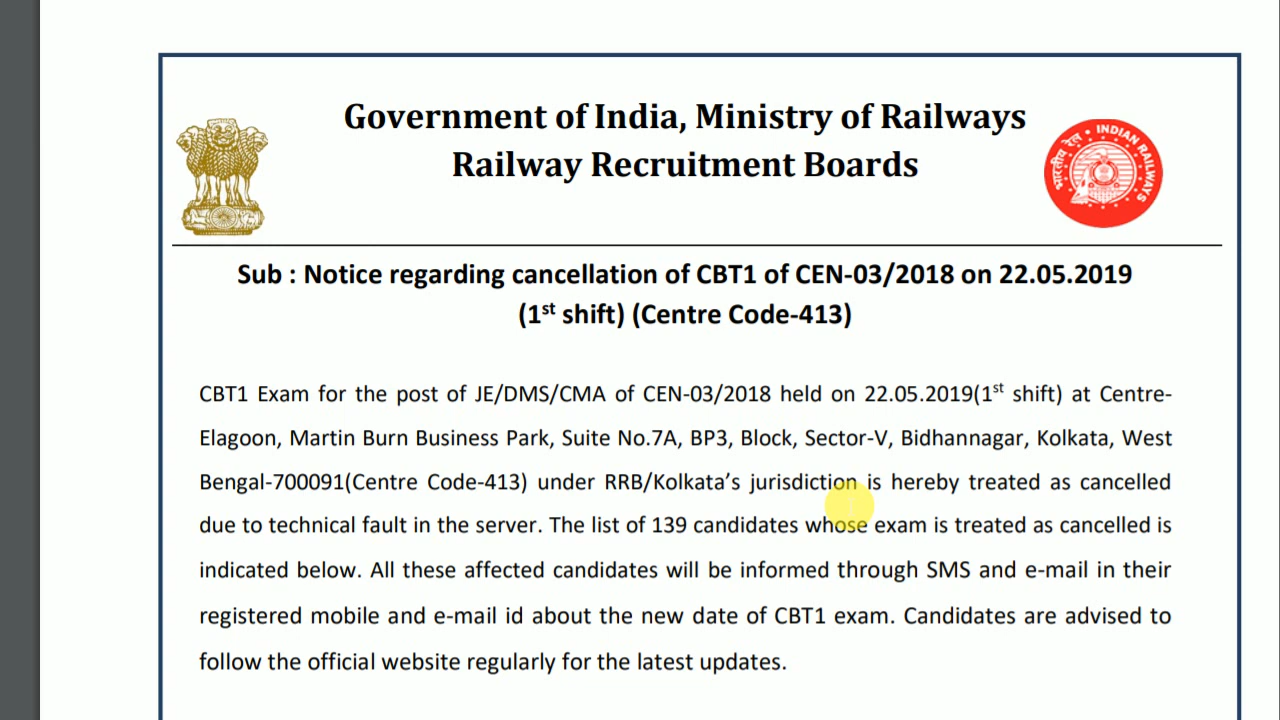 Government of India, Ministry of Railways
Railway Recruitment Boards
भारतीय रेल • INDIAN RAILWAYS
Sub : Notice regarding cancellation of CBT1 of CEN-03/2018 on 22.05.2019
(1st shift) (Centre Code-413)
CBT1 Exam for the post of JE/DMS/CMA of CEN-03/2018 held on 22.05.2019(1st shift) at Centre-
Elagoon, Martin Burn Business Park, Suite No.7A, BP3, Block, Sector-V, Bidhannagar, Kolkata, West
Bengal-700091(Centre Code-413) under RRB/Kolkata’s jurisdiction is hereby treated as cancelled
due to technical fault in the server. The list of 139 candidates whose exam is treated as cancelled is
indicated below. All these affected candidates will be informed through SMS and e-mail in their
registered mobile and e-mail id about the new date of CBT1 exam. Candidates are advised to
follow the official website regularly for the latest updates.